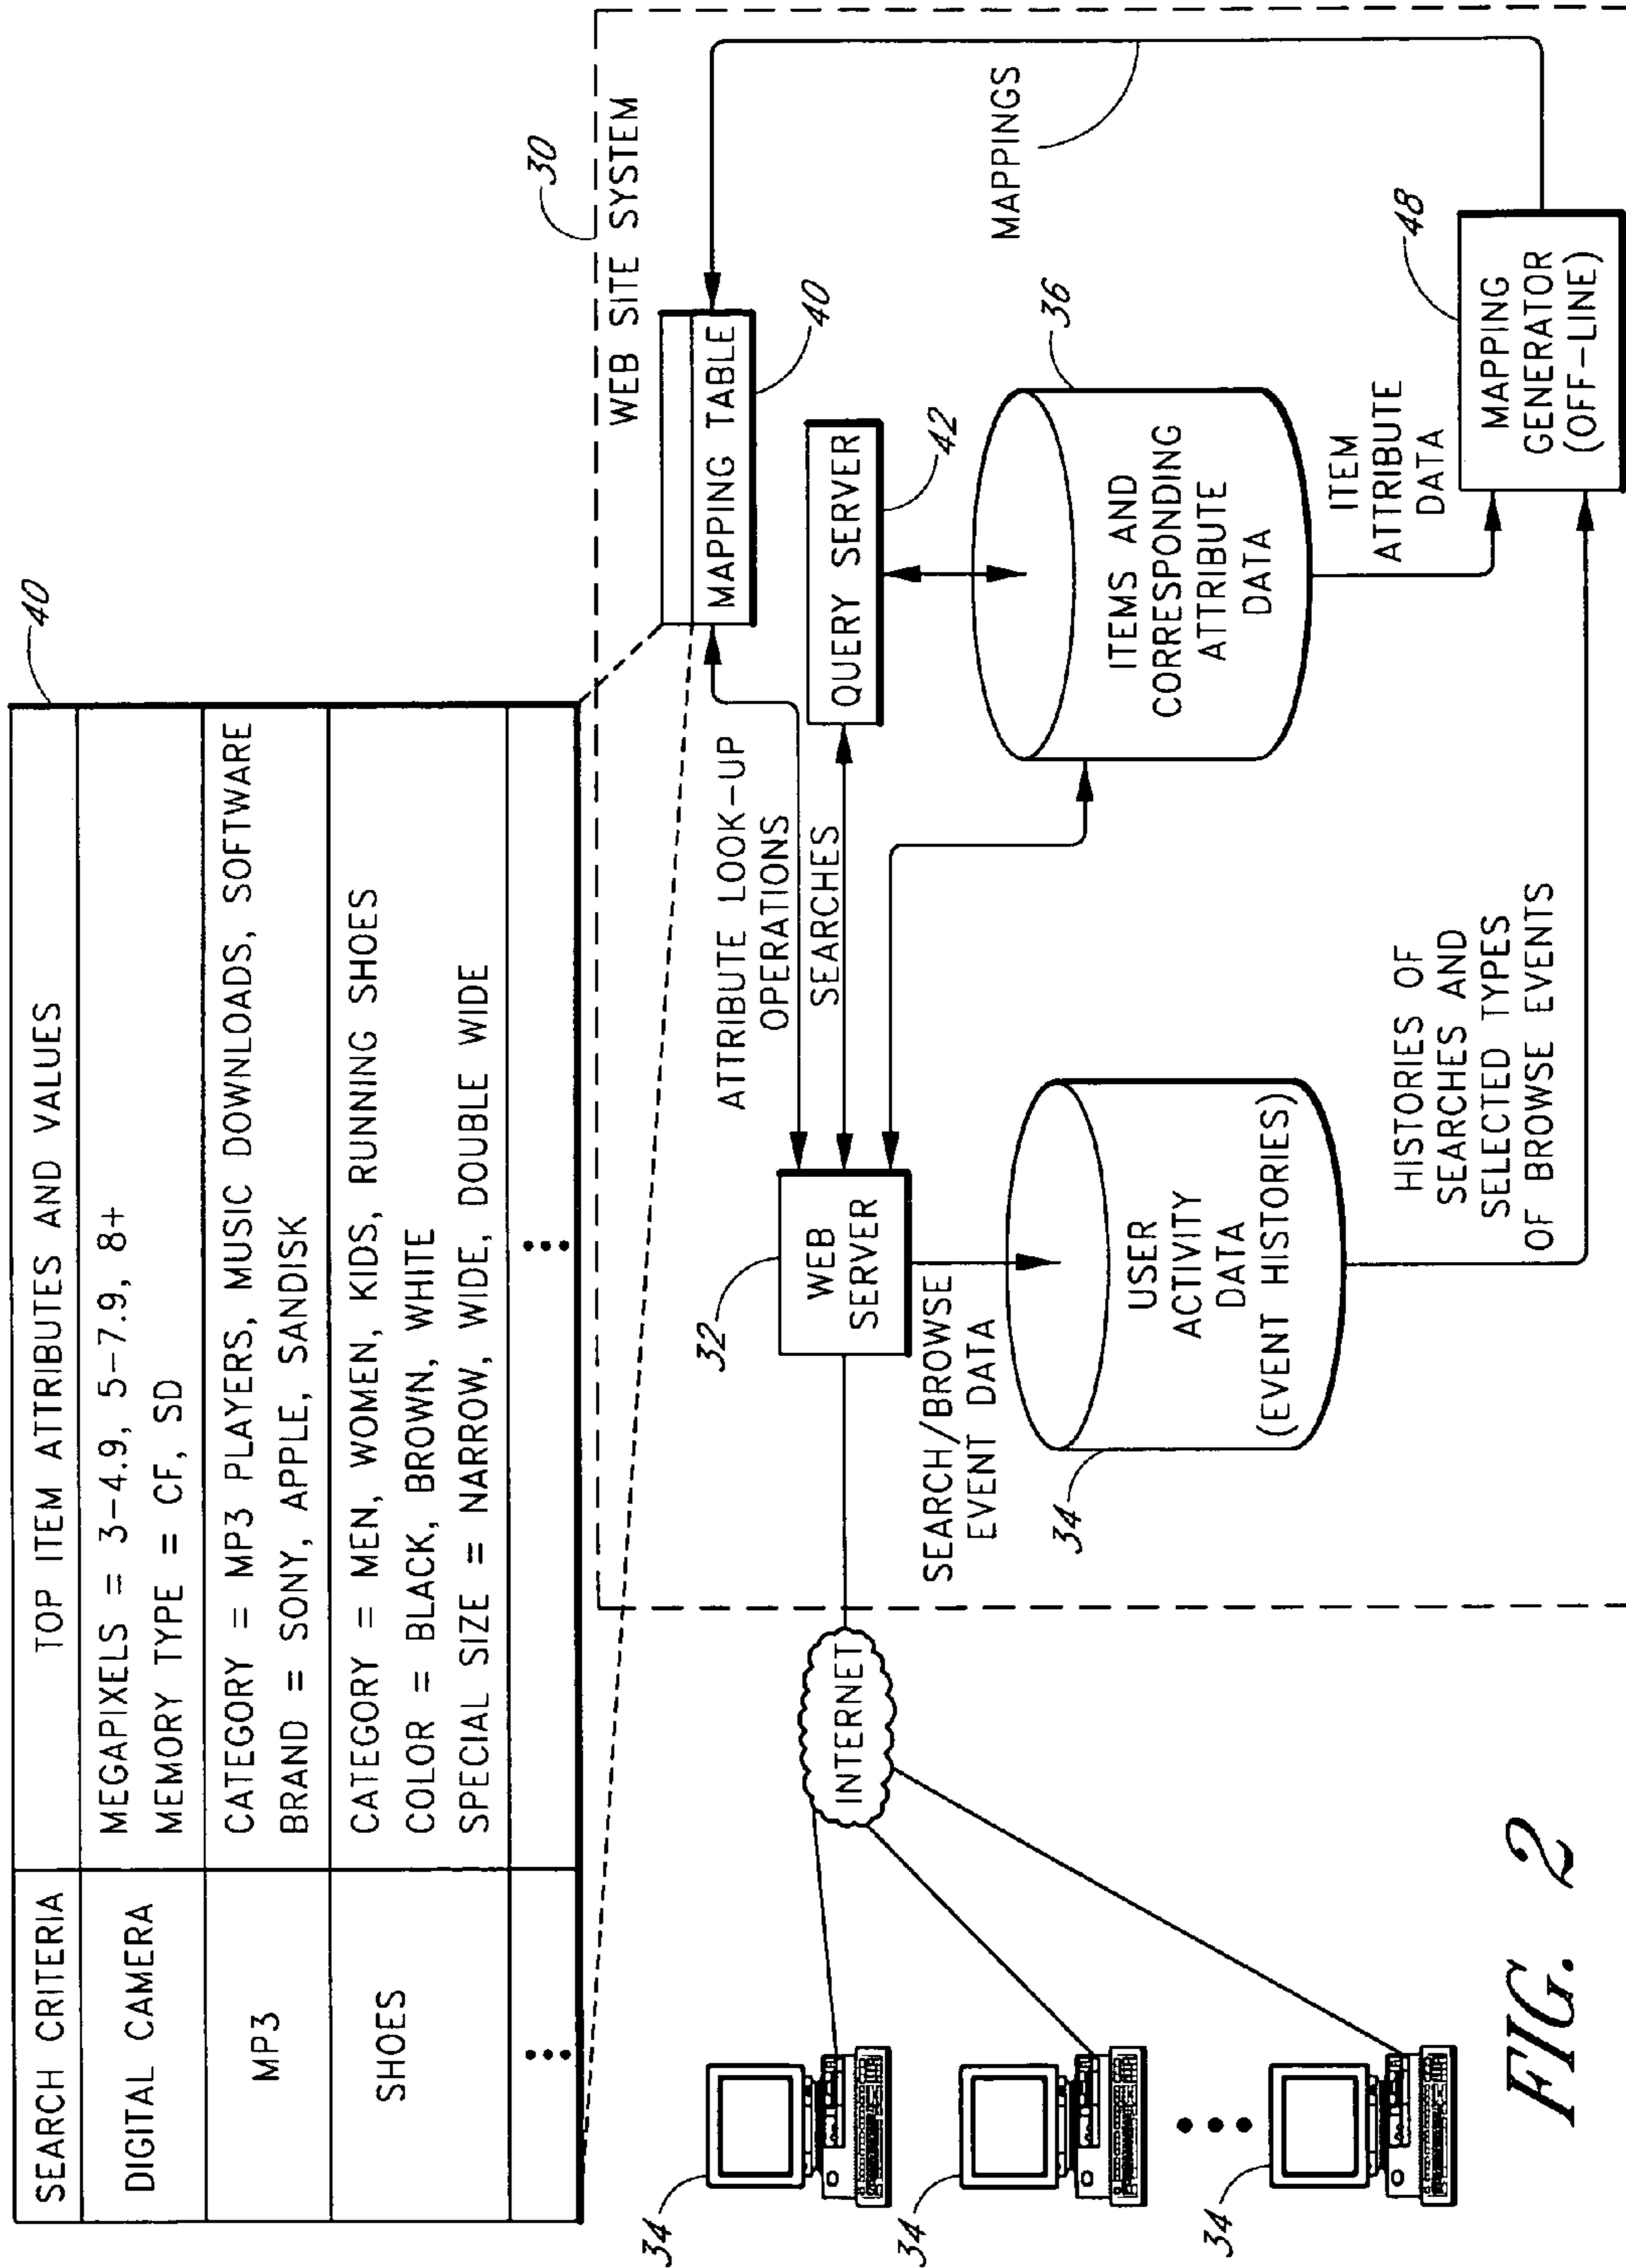 40
SEARCH CRITERIA
TOP ITEM ATTRIBUTES AND VALUES
DIGITAL CAMERA
MEGAPIXELS = 3-4.9, 5-7.9, 8+
MEMORY TYPE = CF, SD
MP3
CATEGORY = MP3 PLAYERS, MUSIC DOWNLOADS, SOFTWARE
BRAND = SONY, APPLE, SANDISK
SHOES
CATEGORY = MEN, WOMEN, KIDS, RUNNING SHOES
COLOR = BLACK, BROWN, WHITE
SPECIAL SIZE = NARROW, WIDE, DOUBLE WIDE
30
WEB SITE SYSTEM
MAPPING TABLE
40
ATTRIBUTE LOOK-UP
OPERATIONS
SEARCHES
QUERY SERVER
42
32
WEB
SERVER
INTERNET
34
34
34
SEARCH/BROWSE
EVENT DATA
34
USER
ACTIVITY
DATA
(EVENT HISTORIES)
36
ITEMS AND
CORRESPONDING
ATTRIBUTE
DATA
MAPPINGS
ITEM
ATTRIBUTE
DATA
48
MAPPING
GENERATOR
(OFF-LINE)
HISTORIES OF
SEARCHES AND
SELECTED TYPES
OF BROWSE EVENTS
FIG. 2